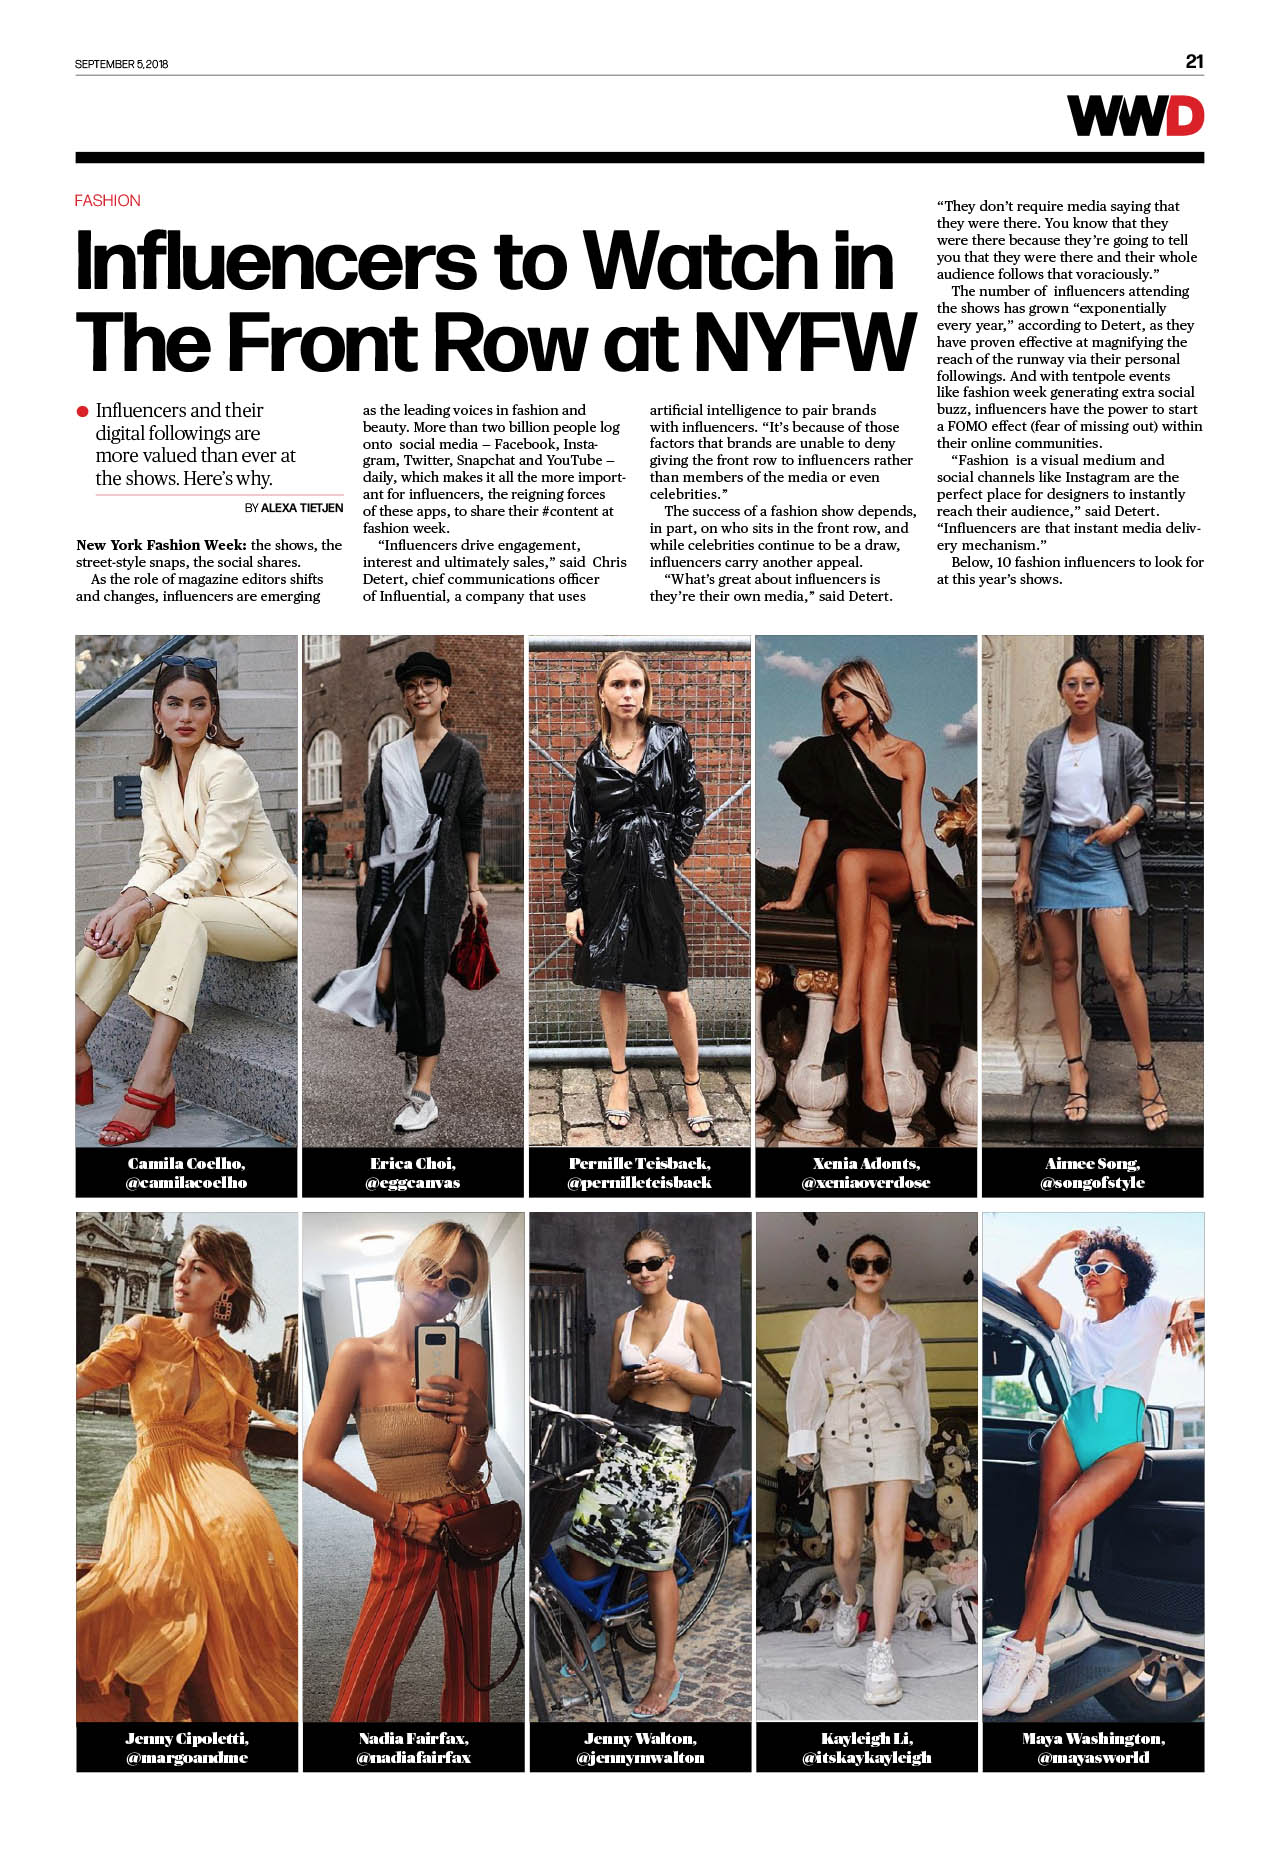 SEPTEMBER 5, 2018
21
WWD
FASHION
Influencers to Watch in
The Front Row at NYFW
● Influencers and their
digital followings are
more valued than ever at
the shows. Here's why.
BY ALEXA TIETJEN
New York Fashion Week: the shows, the
street-style snaps, the social shares.
As the role of magazine editors shifts
and changes, influencers are emerging
as the leading voices in fashion and
beauty. More than two billion people log
onto social media — Facebook, Insta-
gram, Twitter, Snapchat and YouTube —
daily, which makes it all the more import-
ant for influencers, the reigning forces
of these apps, to share their #content at
fashion week.
“Influencers drive engagement,
interest and ultimately sales,” said Chris
Detert, chief communications officer
of Influential, a company that uses
artificial intelligence to pair brands
with influencers. “It's because of those
factors that brands are unable to deny
giving the front row to influencers rather
than members of the media or even
celebrities.”
The success of a fashion show depends,
in part, on who sits in the front row, and
while celebrities continue to be a draw,
influencers carry another appeal.
“What's great about influencers is
they're their own media,” said Detert.
“They don't require media saying that
they were there. You know that they
were there because they're going to tell
you that they were there and their whole
audience follows that voraciously.”
The number of influencers attending
the shows has grown “exponentially
every year,” according to Detert, as they
have proven effective at magnifying the
reach of the runway via their personal
followings. And with tentpole events
like fashion week generating extra social
buzz, influencers have the power to start
a FOMO effect (fear of missing out) within
their online communities.
“Fashion is a visual medium and
social channels like Instagram are the
perfect place for designers to instantly
reach their audience,” said Detert.
“Influencers are that instant media deliv-
ery mechanism.”
Below, 10 fashion influencers to look for
at this year's shows.
Camila Coelho,
@camilacoelho
Erica Choi,
@eggcanvas
Pernille Teisbaek,
@pernilleteisbaek
Xenia Adonts,
@xeniaoverdose
Aimee Song,
@songofstyle
Jenny Cipoletti,
@margoandme
Nadia Fairfax,
@nadiafairfax
Jenny Walton,
@jennymwalton
Kayleigh Li,
@itskaykayleigh
Maya Washington,
@mayasworld